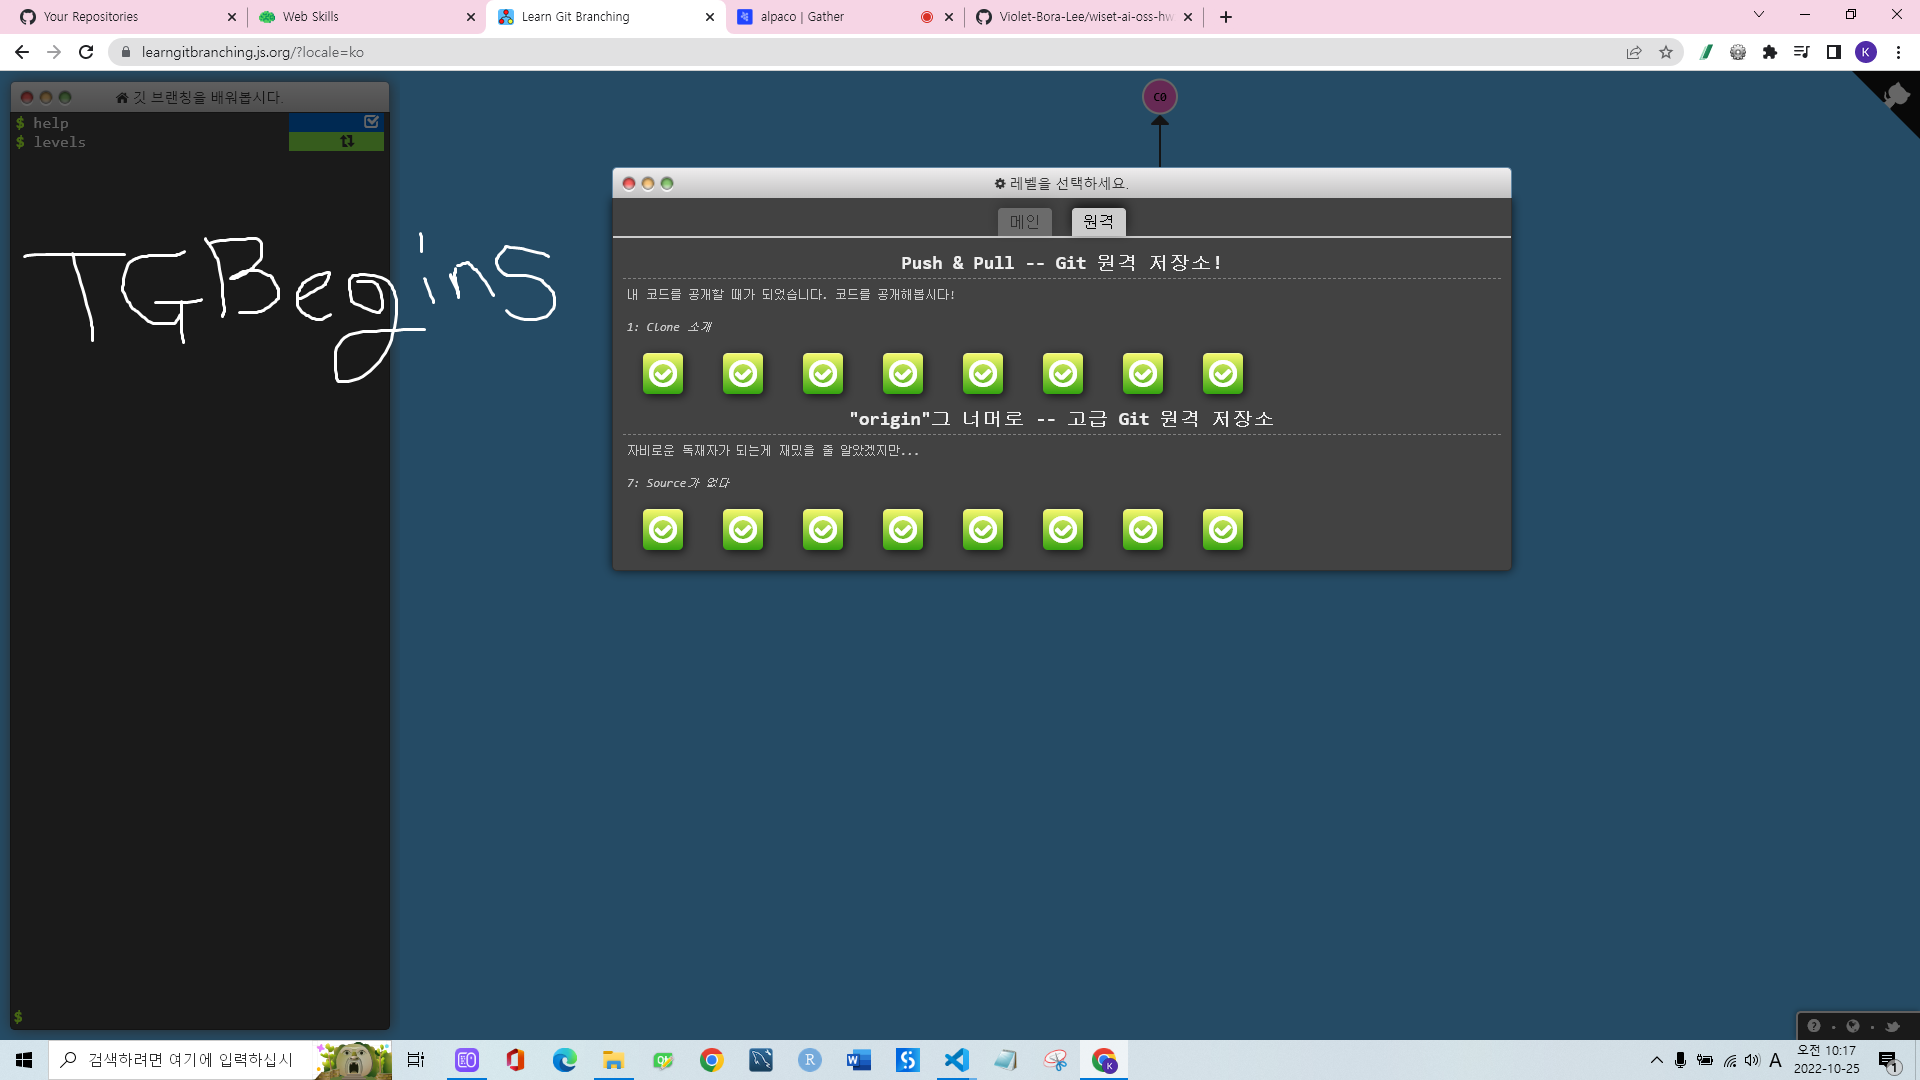 Your Repositories
Web Skills
Learn Git Branching
alpaco | Gather
Violet-Bora-Lee/wiset-ai-oss-hw
learngitbranching.js.org/?locale=ko
K
깃 브랜칭을 배워봅시다.
$ help
$ levels
TGBegins
C0
레벨을 선택하세요.
메인 원격
Push & Pull -- Git 원격 저장소!
내 코드를 공개할 때가 되었습니다. 코드를 공개해봅시다!
1: Clone 소개
"origin"그 너머로 -- 고급 Git 원격 저장소
자비로운 독재자가 되는게 재밌을 줄 알았겠지만...
7: Source가 없다
$
검색하려면 여기에 입력하십시
A
오전 10:17
2022-10-25
1